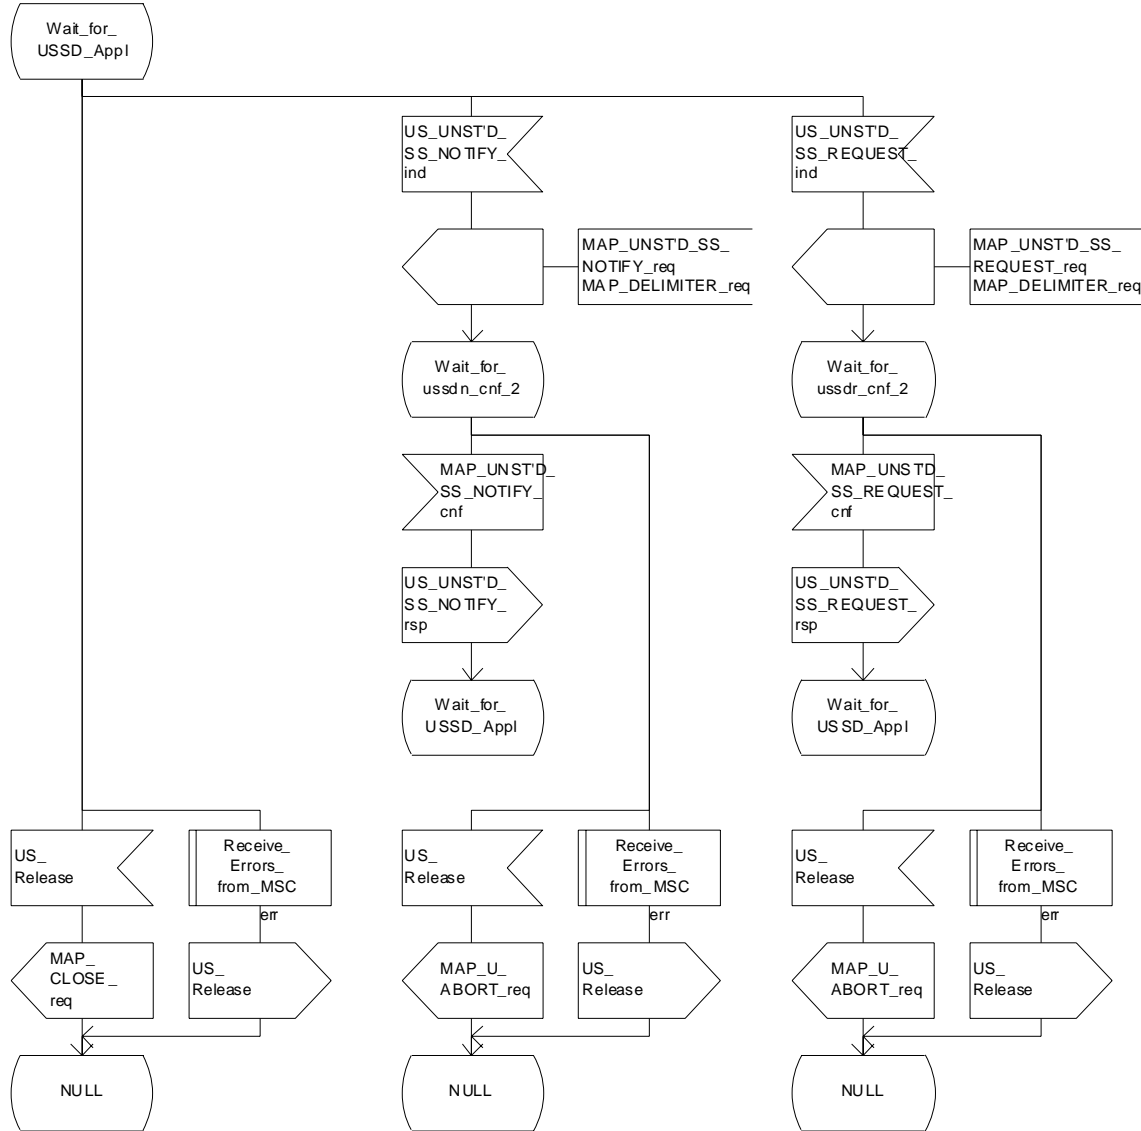 Wait_for_
USSD_Appl
US_UNST'D_
SS_NOTIFY_
ind
US_UNST'D_
SS_REQUEST_
ind
MAP_UNST'D_SS_
NOTIFY_req
MAP_DELIMITER_req
MAP_UNST'D_SS_
REQUEST_req
MAP_DELIMITER_req
Wait_for_
ussdn_cnf_2
Wait_for_
ussdr_cnf_2
MAP_UNST'D_
SS_NOTIFY_
cnf
MAP_UNST'D_
SS_REQUEST_
cnf
US_UNST'D_
SS_NOTIFY_
rsp
US_UNST'D_
SS_REQUEST_
rsp
Wait_for_
USSD_Appl
Wait_for_
USSD_Appl
US_
Release
Receive_
Errors_
from_MSC
err
US_
Release
Receive_
Errors_
from_MSC
err
US_
Release
Receive_
Errors_
from_MSC
err
MAP_
CLOSE_
req
US_
Release
MAP_U_
ABORT_req
US_
Release
MAP_U_
ABORT_req
US_
Release
NULL
NULL
NULL